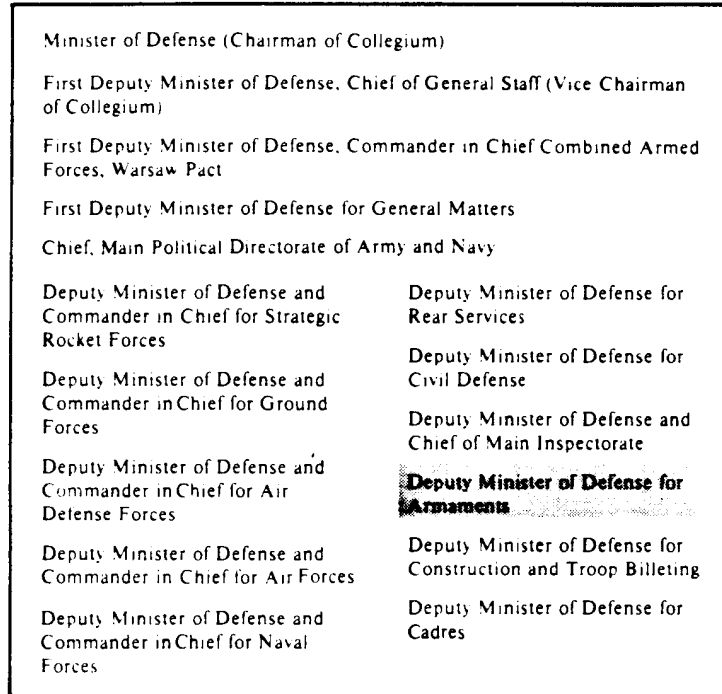 Minister of Defense (Chairman of Collegium)
First Deputy Minister of Defense, Chief of General Staff (Vice Chairman
of Collegium)
First Deputy Minister of Defense, Commander in Chief Combined Armed
Forces, Warsaw Pact
First Deputy Minister of Defense for General Matters
Chief, Main Political Directorate of Army and Navy
Deputy Minister of Defense and
Commander in Chief for Strategic
Rocket Forces
Deputy Minister of Defense and
Commander in Chief for Ground
Forces
Deputy Minister of Defense and
Commander in Chief for Air
Defense Forces
Deputy Minister of Defense and
Commander in Chief for Air Forces
Deputy Minister of Defense and
Commander in Chief for Naval
Forces
Deputy Minister of Defense for
Rear Services
Deputy Minister of Defense for
Civil Defense
Deputy Minister of Defense and
Chief of Main Inspectorate
Deputy Minister of Defense for
Armaments
Deputy Minister of Defense for
Construction and Troop Billeting
Deputy Minister of Defense for
Cadres